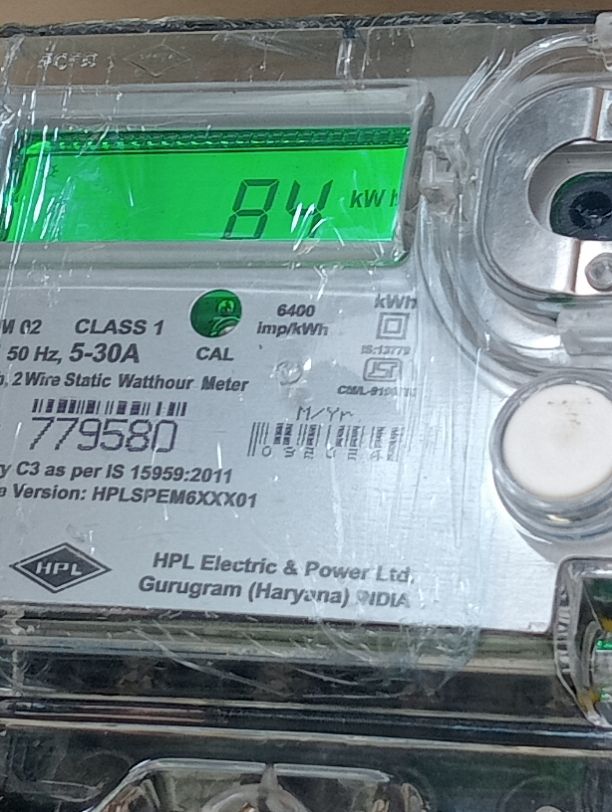 84 kWh
M 02 CLASS 1
CAL
6400
imp/kWh
kWh
50 Hz, 5-30A
IS:13779
2 Wire Static Watthour Meter
M/Yr
779580
C3 as per IS 15959:2011
Version: HPLSPEM6XXX01
HPL
HPL Electric & Power Ltd.
Gurugram (Haryana) INDIA